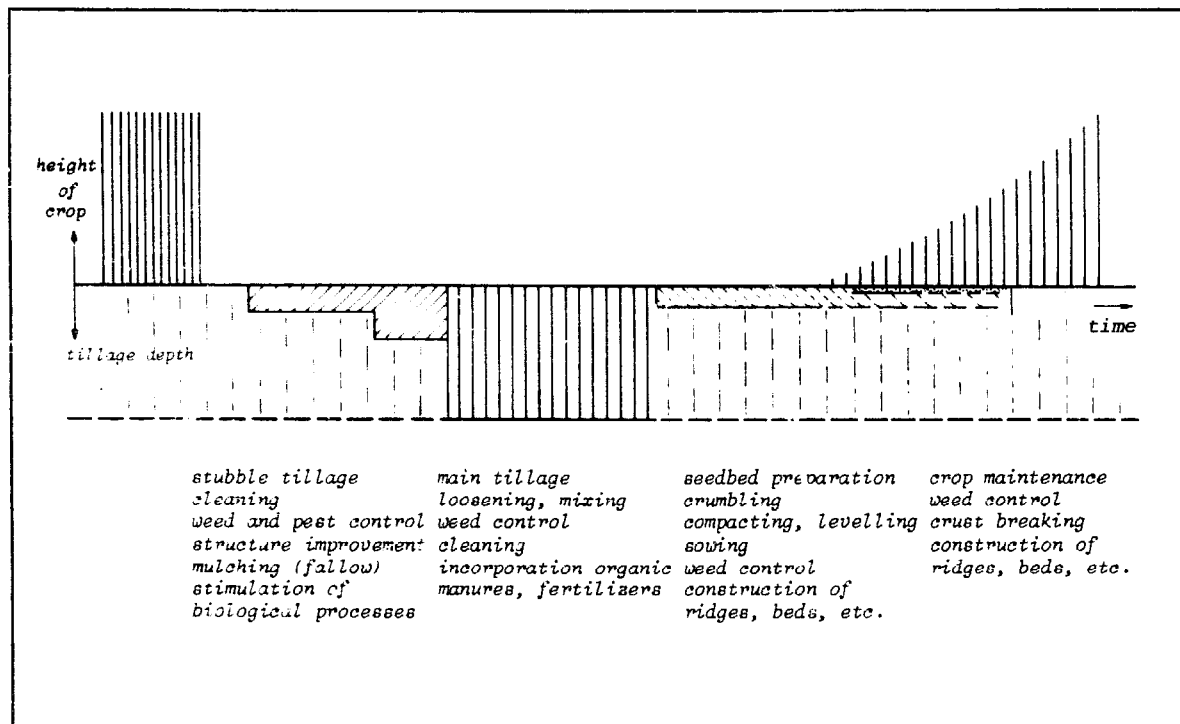 height
of
crop
tillage depth
time
stubble tillage
cleaning
weed and pest control
structure improvement
mulching (fallow)
stimulation of
biological processes
main tillage
loosening, mixing
weed control
cleaning
incorporation organic
manures, fertilizers
seedbed preparation
crumbling
compacting, levelling
sowing
weed control
construction of
ridges, beds, etc.
crop maintenance
weed control
crust breaking
construction of
ridges, beds, etc.